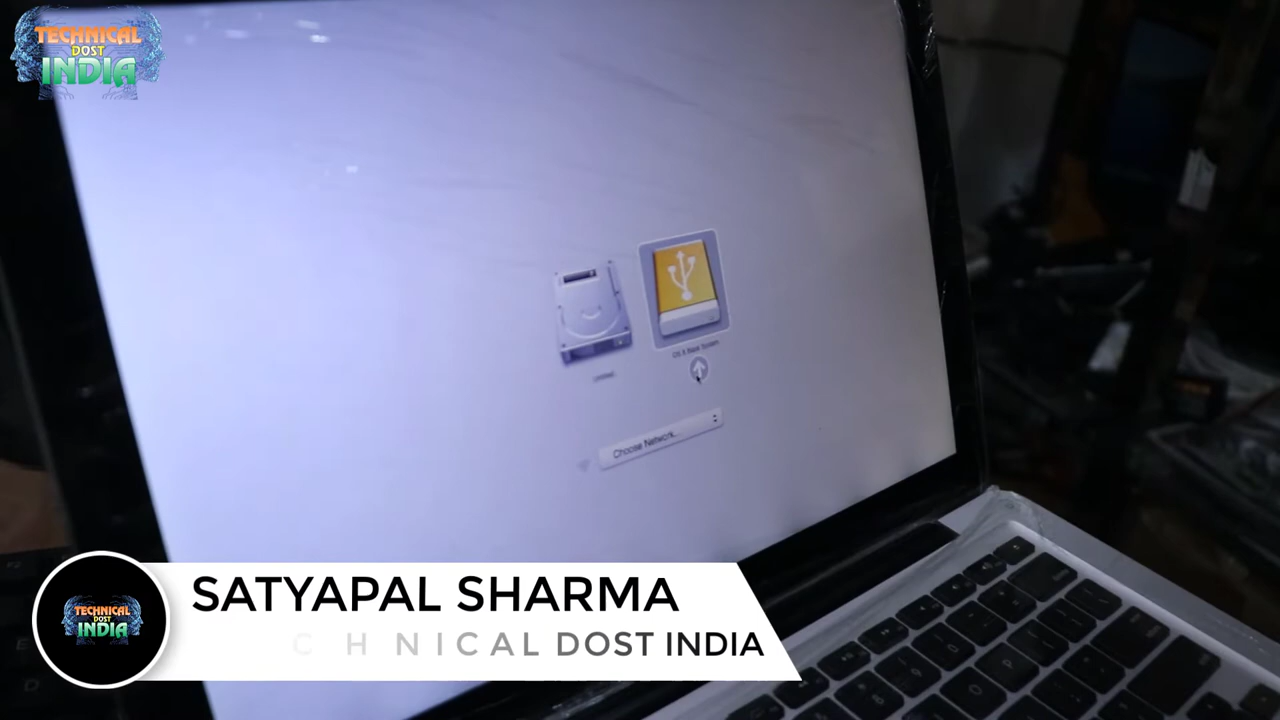 TECHNICAL
DOST
INDIA
Choose Network...
SATYAPAL SHARMA
C H N I C A L DOST INDIA
TECHNICAL
DOST
INDIA